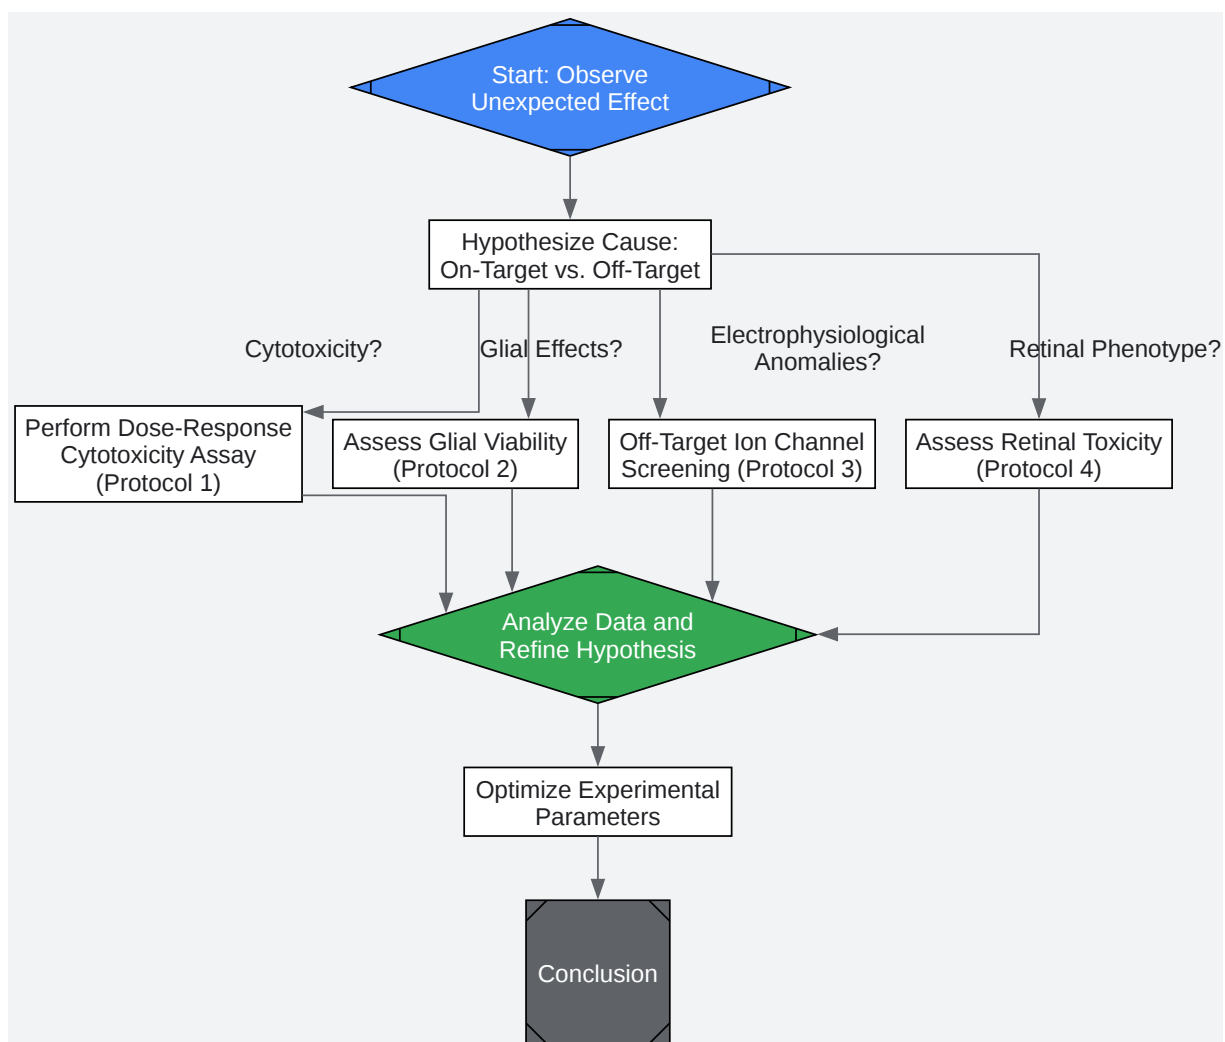 Start: Observe
Unexpected Effect
Hypothesize Cause:
On-Target vs. Off-Target
Cytotoxicity?
Glial Effects?
Electrophysiological
Anomalies?
Retinal Phenotype?
Perform Dose-Response
Cytotoxicity Assay
(Protocol 1)
Assess Glial Viability
(Protocol 2)
Off-Target Ion Channel
Screening (Protocol 3)
Assess Retinal Toxicity
(Protocol 4)
Analyze Data and
Refine Hypothesis
Optimize Experimental
Parameters
Conclusion